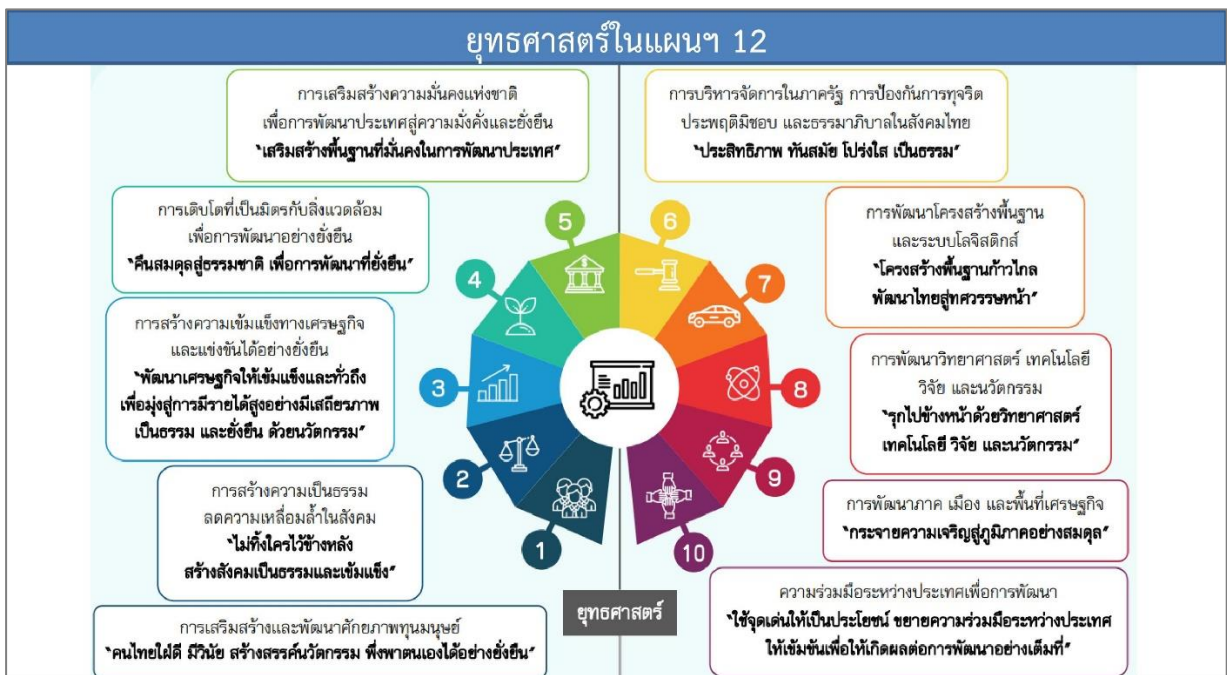 ยุทธศาสตร์ในแผนฯ 12
การเสริมสร้างความมั่นคงแห่งชาติ
เพื่อการพัฒนาประเทศสู่ความมั่งคั่งและยั่งยืน
“เสริมสร้างพื้นฐานที่มั่นคงในการพัฒนาประเทศ”
การบริหารจัดการในภาครัฐ การป้องกันการทุจริต
ประพฤติมิชอบ และธรรมาภิบาลในสังคมไทย
“ประสิทธิภาพ ทันสมัย โปร่งใส เป็นธรรม”
การเติบโตที่เป็นมิตรกับสิ่งแวดล้อม
เพื่อการพัฒนาอย่างยั่งยืน
“คืนสมดุลสู่ธรรมชาติ เพื่อการพัฒนาที่ยั่งยืน”
การพัฒนาโครงสร้างพื้นฐาน
และระบบโลจิสติกส์
“โครงสร้างพื้นฐานก้าวไกล
พัฒนาไทยสู่ทศวรรษหน้า”
การสร้างความเข้มแข็งทางเศรษฐกิจ
และแข่งขันได้อย่างยั่งยืน
“พัฒนาเศรษฐกิจให้เข้มแข็งและทั่วถึง
เพื่อมุ่งสู่การมีรายได้สูงอย่างมีเสถียรภาพ
เป็นธรรม และยั่งยืน ด้วยนวัตกรรม”
การพัฒนาวิทยาศาสตร์ เทคโนโลยี
วิจัย และนวัตกรรม
“รุกไปข้างหน้าด้วยวิทยาศาสตร์
เทคโนโลยี วิจัย และนวัตกรรม”
การสร้างความเป็นธรรม
ลดความเหลื่อมล้ำในสังคม
“ไม่ทิ้งใครไว้ข้างหลัง
สร้างสังคมเป็นธรรมและเข้มแข็ง”
การพัฒนาภาค เมือง และพื้นที่เศรษฐกิจ
“กระจายความเจริญสู่ภูมิภาคอย่างสมดุล”
การเสริมสร้างและพัฒนาศักยภาพทุนมนุษย์
“คนไทยใฝ่ดี มีวินัย สร้างสรรค์นวัตกรรม พึ่งพาตนเองได้อย่างยั่งยืน”
ความร่วมมือระหว่างประเทศเพื่อการพัฒนา
“ใช้จุดเด่นให้เป็นประโยชน์ ขยายความร่วมมือระหว่างประเทศ
ให้เข้มข้นเพื่อให้เกิดผลต่อการพัฒนาอย่างเต็มที่”
5
6
4
7
3
8
2
9
1
10
ยุทธศาสตร์